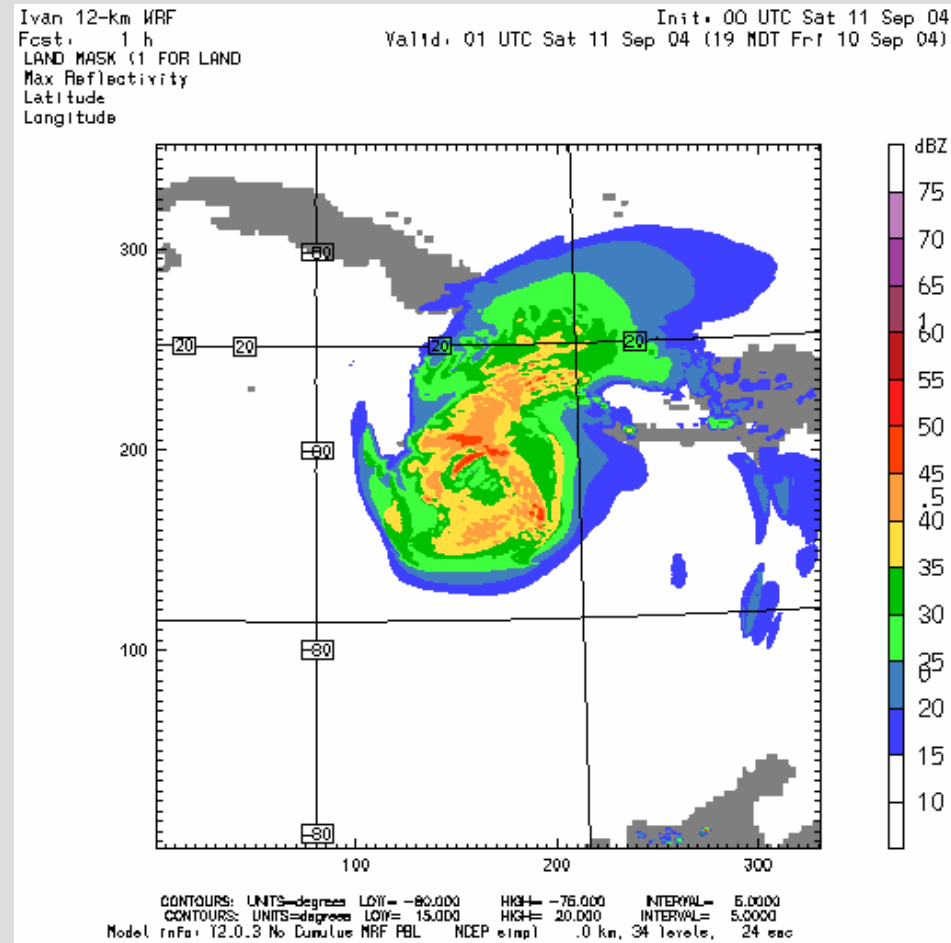 Ivan 12-km WRF Init: 00 UTC Sat 11 Sep 04
Fcst: 1 h Valid: 01 UTC Sat 11 Sep 04 (19 MDT Fri 10 Sep 04)
LAND MASK (1 FOR LAND
Max Reflectivity
Latitude
Longitude
dBZ
75
70
65
60
55
50
45
40
35
30
25
20
15
10
300
200
100
-80
20 20 20 20
-80
-80
-80
100 200 300
CONTOURS: UNITS=degrees LOW= -80.000 HIGH= -75.000 INTERVAL= 5.0000
CONTOURS: UNITS=degrees LOW= 15.000 HIGH= 20.000 INTERVAL= 5.0000
Model info: V2.0.3 No Cumulus MRF PBL NCEP simpl .0 km, 34 levels, 24 sec